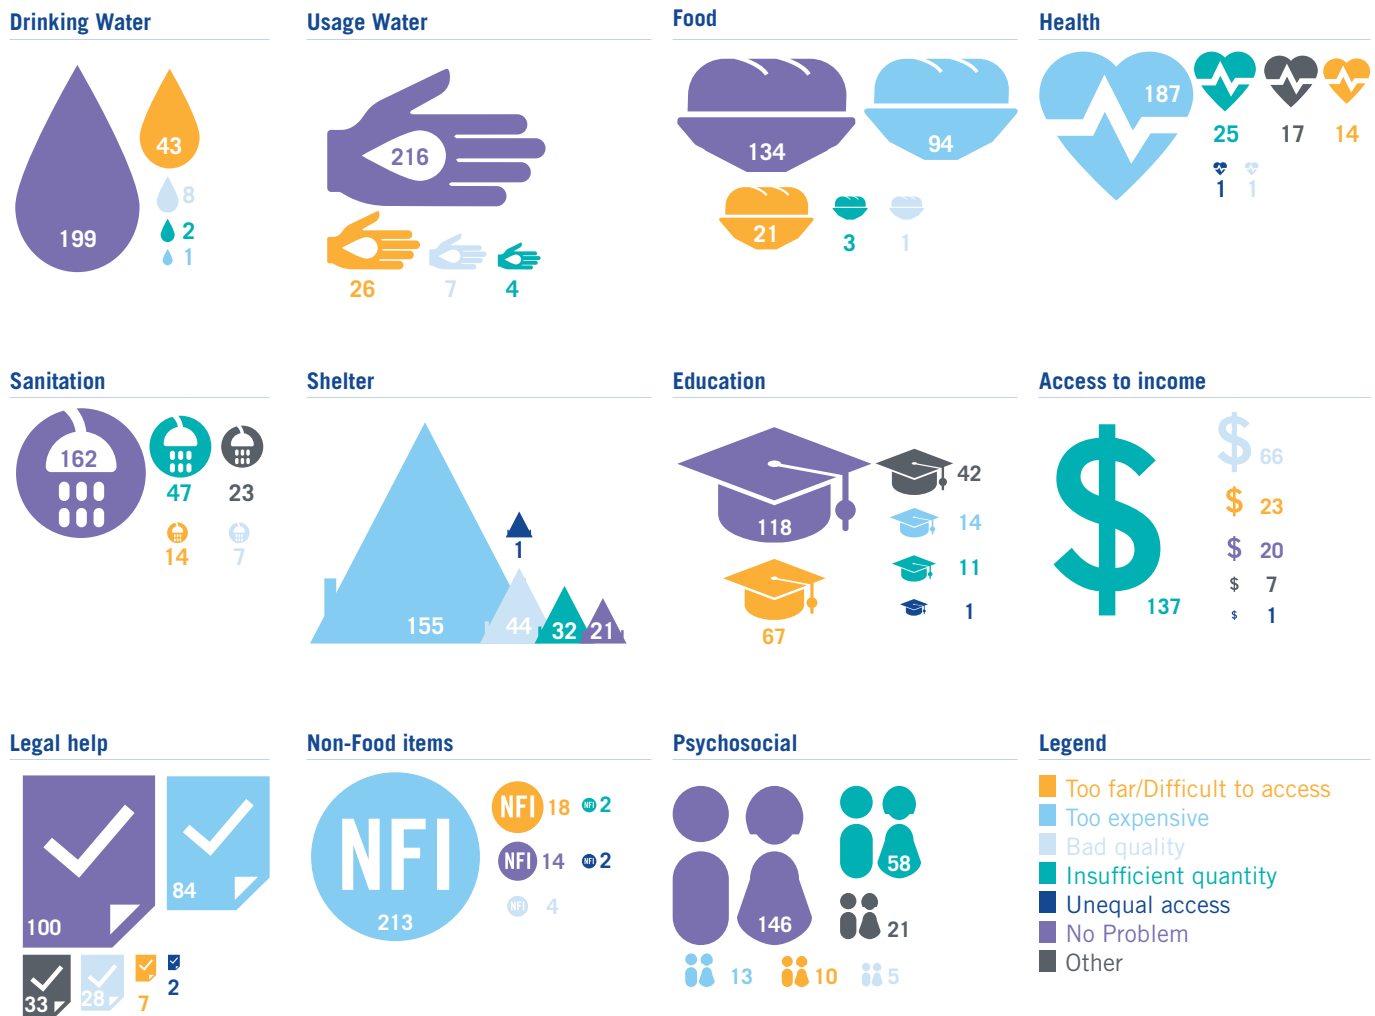 Drinking Water
199
43
8
2
1
Usage Water
216
26
7
4
Food
134
94
21
3
1
Health
187
25
17
14
1
1
Sanitation
162
47
23
14
7
Shelter
155
1
44
32
21
Education
118
67
42
14
11
1
Access to income
137
66
23
20
7
1
Legal help
100
84
33
28
7
2
Non-Food items
NFI
213
NFI 18
NFI 2
NFI 14
NFI 2
NFI 4
Psychosocial
146
58
21
13
10
5
Legend
Too far/Difficult to access
Too expensive
Bad quality
Insufficient quantity
Unequal access
No Problem
Other